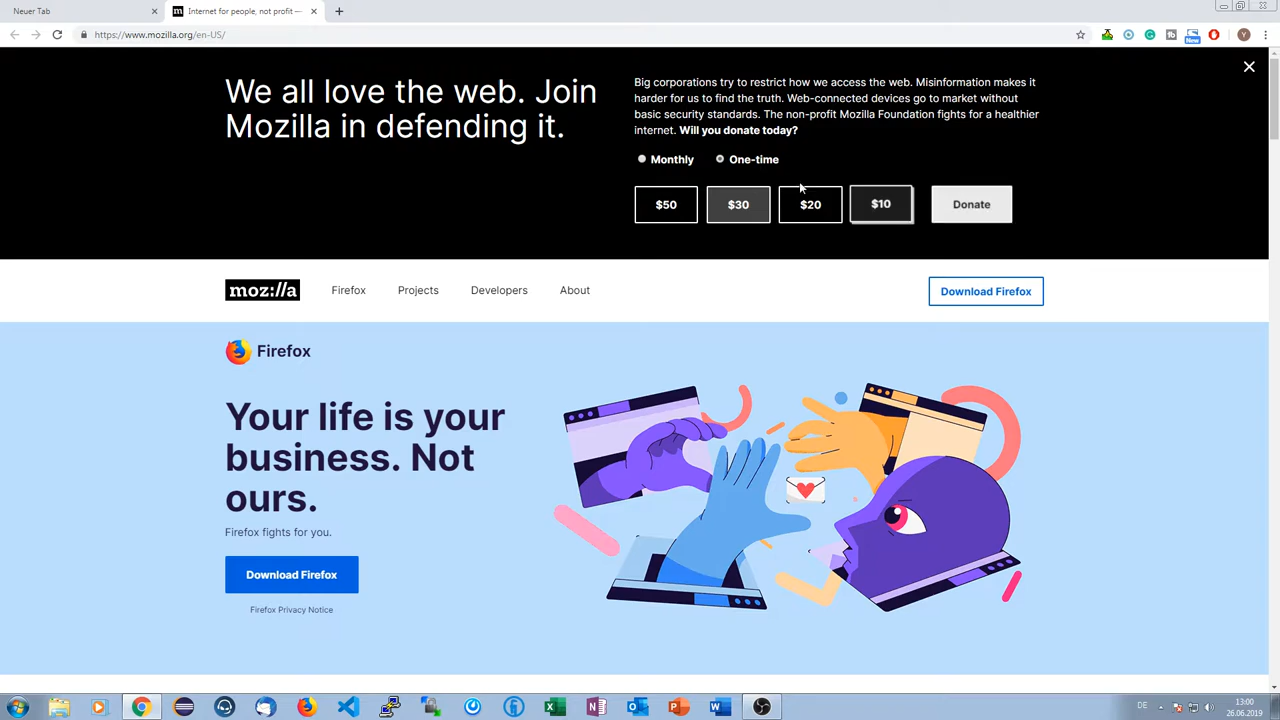 Neuer Tab
Internet for people, not profit —
https://www.mozilla.org/en-US/
New
Y
We all love the web. Join
Mozilla in defending it.
Big corporations try to restrict how we access the web. Misinformation makes it
harder for us to find the truth. Web-connected devices go to market without
basic security standards. The non-profit Mozilla Foundation fights for a healthier
internet. Will you donate today?
Monthly One-time
$50 $30 $20 $10 Donate
moz://a Firefox Projects Developers About Download Firefox
Firefox
Your life is your
business. Not
ours.
Firefox fights for you.
Download Firefox
Firefox Privacy Notice
DE
13:00
26.06.2019